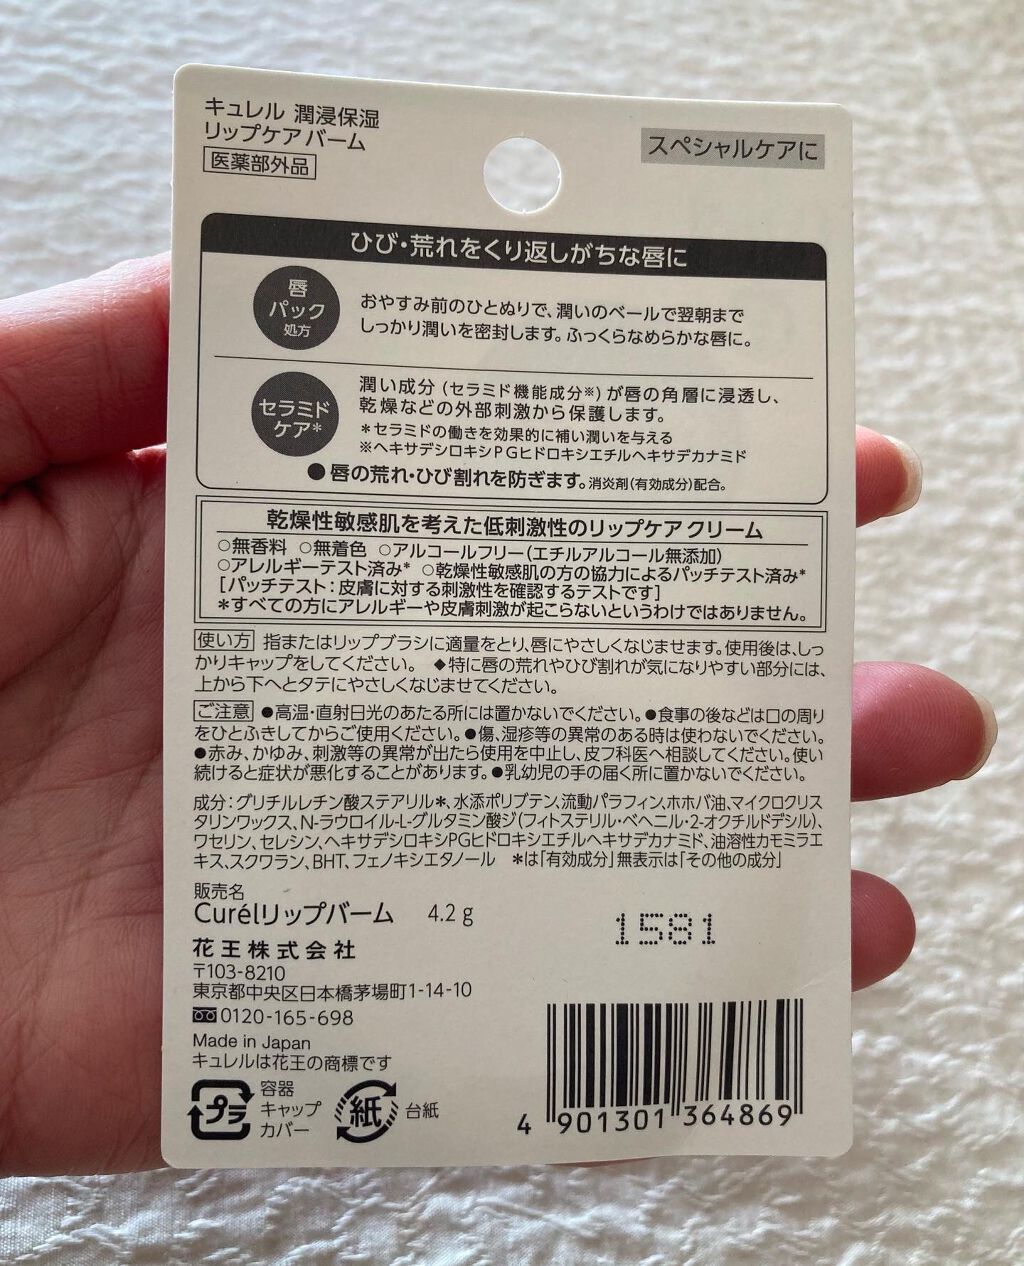 キュレル 潤浸保湿
リップケア バーム
医薬部外品
スペシャルケアに
ひび・荒れをくり返しがちな唇に
唇
パック
処方
おやすみ前のひとぬりで、潤いのベールで翌朝まで
しっかり潤いを密封します。ふっくらなめらかな唇に。
セラミド
ケア*
潤い成分（セラミド機能成分※）が唇の角層に浸透し、
乾燥などの外部刺激から保護します。
*セラミドの働きを効果的に補い潤いを与える
※ヘキサデシロキシPGヒドロキシエチルヘキサデカナミド
●唇の荒れ・ひび割れを防ぎます。消炎剤（有効成分）配合。
乾燥性敏感肌を考えた低刺激性のリップケア クリーム
○無香料 ○無着色 ○アルコールフリー（エチルアルコール無添加）
○アレルギーテスト済み* ○乾燥性敏感肌の方の協力によるパッチテスト済み*
［パッチテスト：皮膚に対する刺激性を確認するテストです］
*すべての方にアレルギーや皮膚刺激が起こらないというわけではありません。
使い方 指またはリップブラシに適量をとり、唇にやさしくなじませます。使用後は、しっ
かりキャップをしてください。 ◆特に唇の荒れやひび割れが気になりやすい部分には、
上から下へとタテにやさしくなじませてください。
ご注意 ●高温・直射日光のあたる所には置かないでください。●食事の後などは口の周り
をひとふきしてからご使用ください。●傷、湿疹等の異常のある時は使わないでください。
●赤み、かゆみ、刺激等の異常が出たら使用を中止し、皮フ科医へ相談してください。使い
続けると症状が悪化することがあります。●乳幼児の手の届く所に置かないでください。
成分：グリチルレチン酸ステアリル*、水添ポリブテン、流動パラフィン、ホホバ油、マイクロクリス
タリンワックス、N-ラウロイル-L-グルタミン酸ジ（フィトステリル・ベヘニル・2-オクチルドデシル）、
ワセリン、セレシン、ヘキサデシロキシPGヒドロキシエチルヘキサデカナミド、油溶性カモミラエ
キス、スクワラン、BHT、フェノキシエタノール *は「有効成分」無表示は「その他の成分」
販売名
Curélリップバーム 4.2 g
1581
花王株式会社
〒103-8210
東京都中央区日本橋茅場町1-14-10
0120-165-698
Made in Japan
キュレルは花王の商標です
プラ
容器
キャップ
カバー
紙
台紙
4 901301 364869